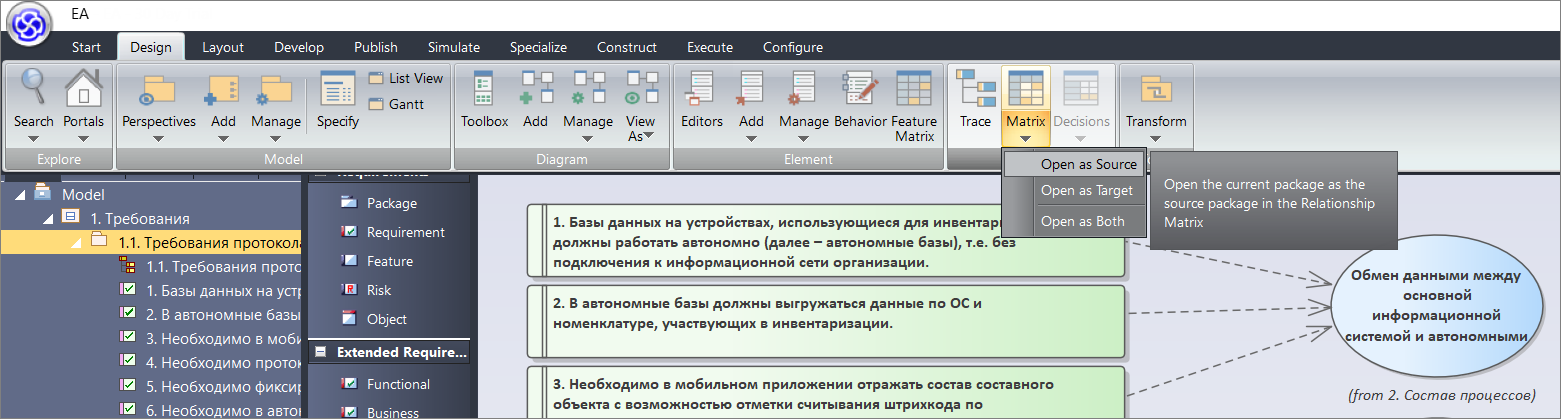 EA
Start Design Layout Develop Publish Simulate Specialize Construct Execute Configure
List View
Gantt
Search Portals Perspectives Add Manage Specify Toolbox Add Manage View As Editors Add Manage Behavior Feature Matrix Trace Matrix Decisions Transform
Explore Model Diagram Element
Open as Source
Open as Target
Open as Both
Open the current package as the
source package in the Relationship
Matrix
Model
1. Требования
1.1. Требования протокола
1.1. Требования прото
1. Базы данных на уст
2. В автономные базы
3. Необходимо в моби
4. Необходимо проток
5. Необходимо фиксир
6. Необходимо в авто
Package
Requirement
Feature
Risk
Object
Extended Require...
Functional
Business
1. Базы данных на устройствах, использующиеся для инвентар
должны работать автономно (далее – автономные базы), т.е. без
подключения к информационной сети организации.
2. В автономные базы должны выгружаться данные по ОС и
номенклатуре, участвующих в инвентаризации.
3. Необходимо в мобильном приложении отражать состав составного
объекта с возможностью отметки считывания штрихкода по
Обмен данными между
основной
информационной
системой и автономными
(from 2. Состав процессов)